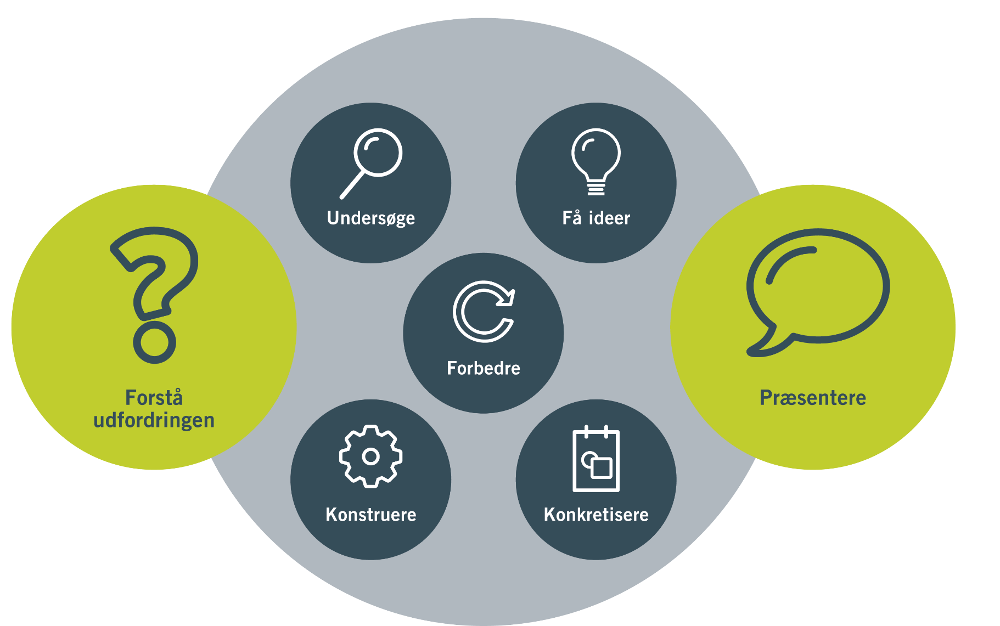 Undersøge
Få ideer
Forstå
udfordringen
Forbedre
Præsentere
Konstruere
Konkretisere